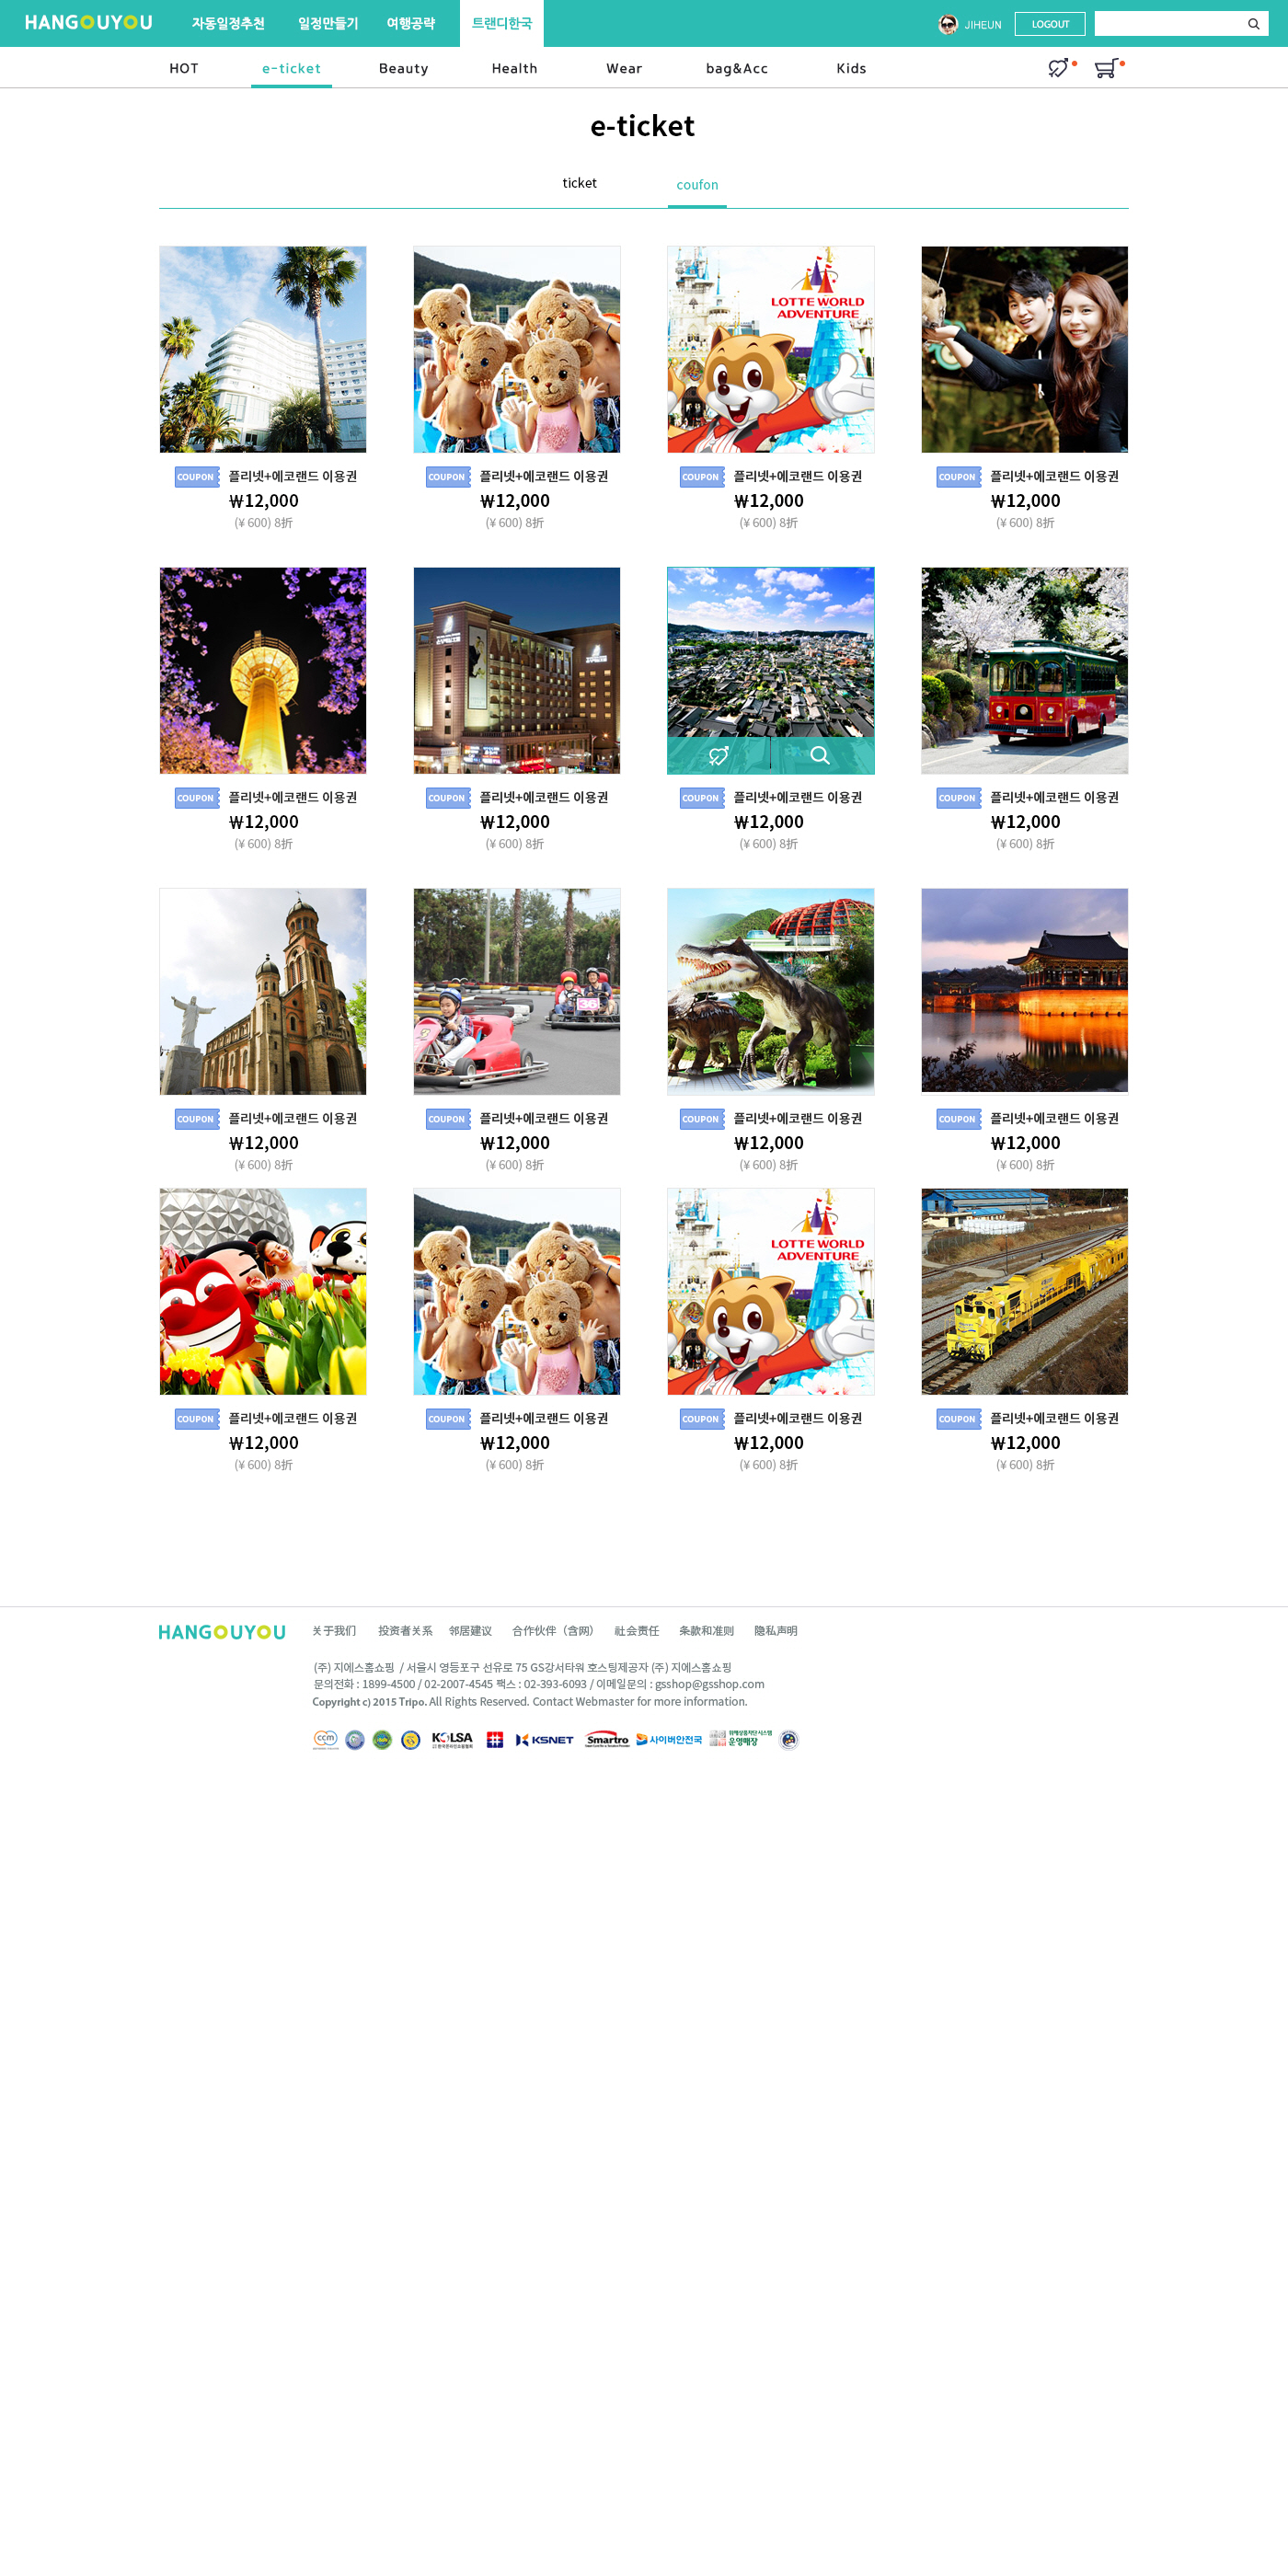 HANGOUYOU 자동일정추천 일정만들기 여행공략 트랜디한국 JIHEUN LOGOUT
HOT e-ticket Beauty Health Wear bag&Acc Kids
e-ticket
ticket coufon
LOTTE WORLD
ADVENTURE
COUPON 플리넷+에코랜드 이용권 COUPON 플리넷+에코랜드 이용권 COUPON 플리넷+에코랜드 이용권 COUPON 플리넷+에코랜드 이용권
₩12,000 ₩12,000 ₩12,000 ₩12,000
(¥ 600) 8折 (¥ 600) 8折 (¥ 600) 8折 (¥ 600) 8折
COUPON 플리넷+에코랜드 이용권 COUPON 플리넷+에코랜드 이용권 COUPON 플리넷+에코랜드 이용권 COUPON 플리넷+에코랜드 이용권
₩12,000 ₩12,000 ₩12,000 ₩12,000
(¥ 600) 8折 (¥ 600) 8折 (¥ 600) 8折 (¥ 600) 8折
36
COUPON 플리넷+에코랜드 이용권 COUPON 플리넷+에코랜드 이용권 COUPON 플리넷+에코랜드 이용권 COUPON 플리넷+에코랜드 이용권
₩12,000 ₩12,000 ₩12,000 ₩12,000
(¥ 600) 8折 (¥ 600) 8折 (¥ 600) 8折 (¥ 600) 8折
LOTTE WORLD
ADVENTURE
COUPON 플리넷+에코랜드 이용권 COUPON 플리넷+에코랜드 이용권 COUPON 플리넷+에코랜드 이용권 COUPON 플리넷+에코랜드 이용권
₩12,000 ₩12,000 ₩12,000 ₩12,000
(¥ 600) 8折 (¥ 600) 8折 (¥ 600) 8折 (¥ 600) 8折
HANGOUYOU 关于我们 投资者关系 邻居建议 合作伙伴（含网） 社会责任 条款和准则 隐私声明
(주) 지에스홈쇼핑 / 서울시 영등포구 선유로 75 GS강서타워 호스팅제공자 (주) 지에스홈쇼핑
문의전화 : 1899-4500 / 02-2007-4545 팩스 : 02-393-6093 / 이메일문의 : gsshop@gsshop.com
Copyright c) 2015 Tripo. All Rights Reserved. Contact Webmaster for more information.
ccm KOLSA KSNET Smartro 사이버안전국 위해상품차단시스템
운영매장